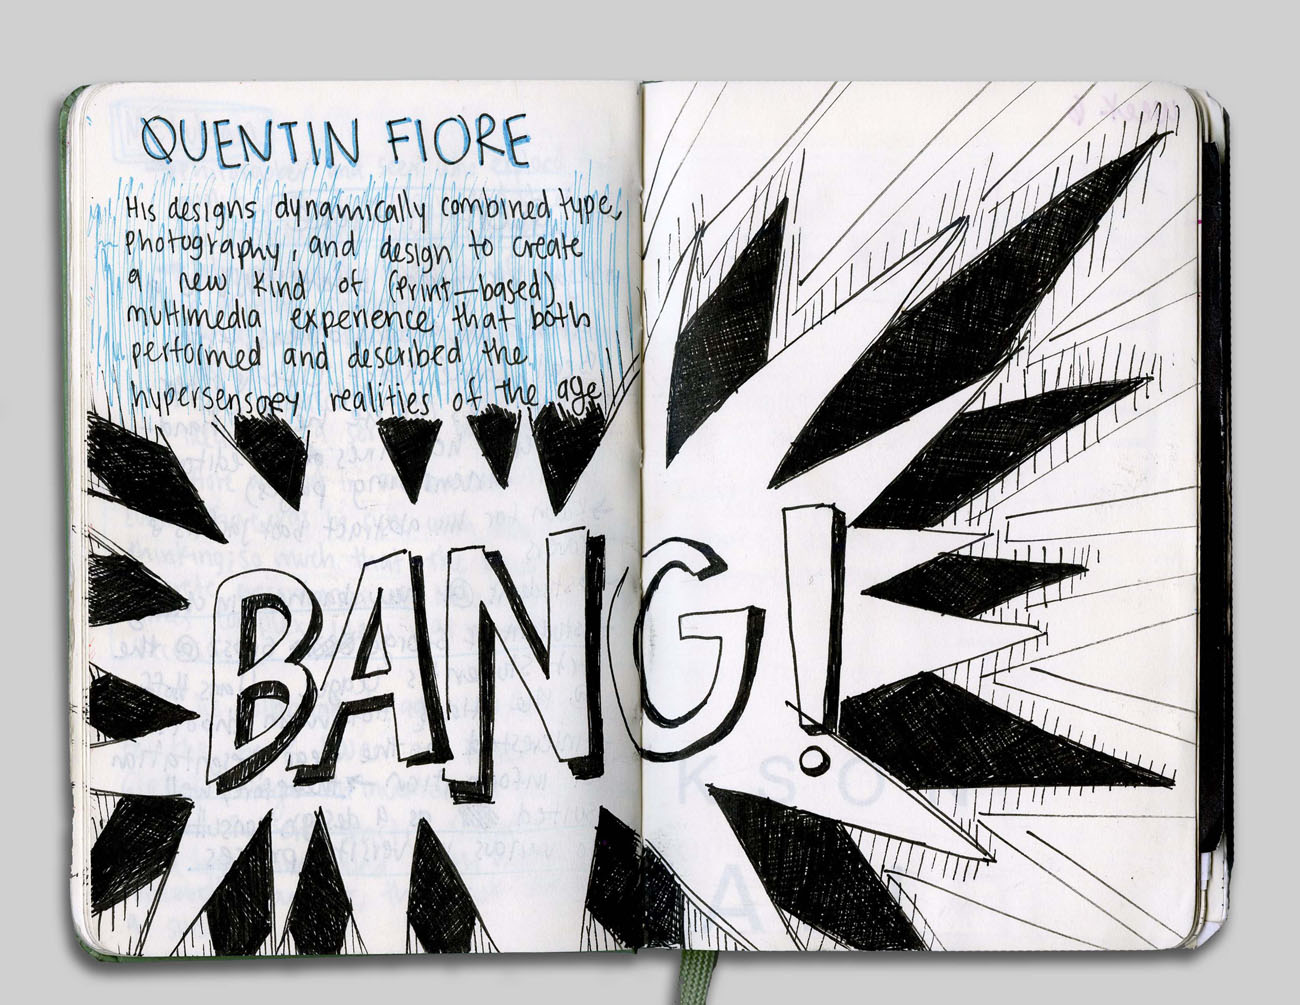 QUENTIN FIORE
His designs dynamically combined type,
photography, and design to create
a new kind of (print-based)
multimedia experience that both
performed and described the
hypersensory realities of the age
BANG!